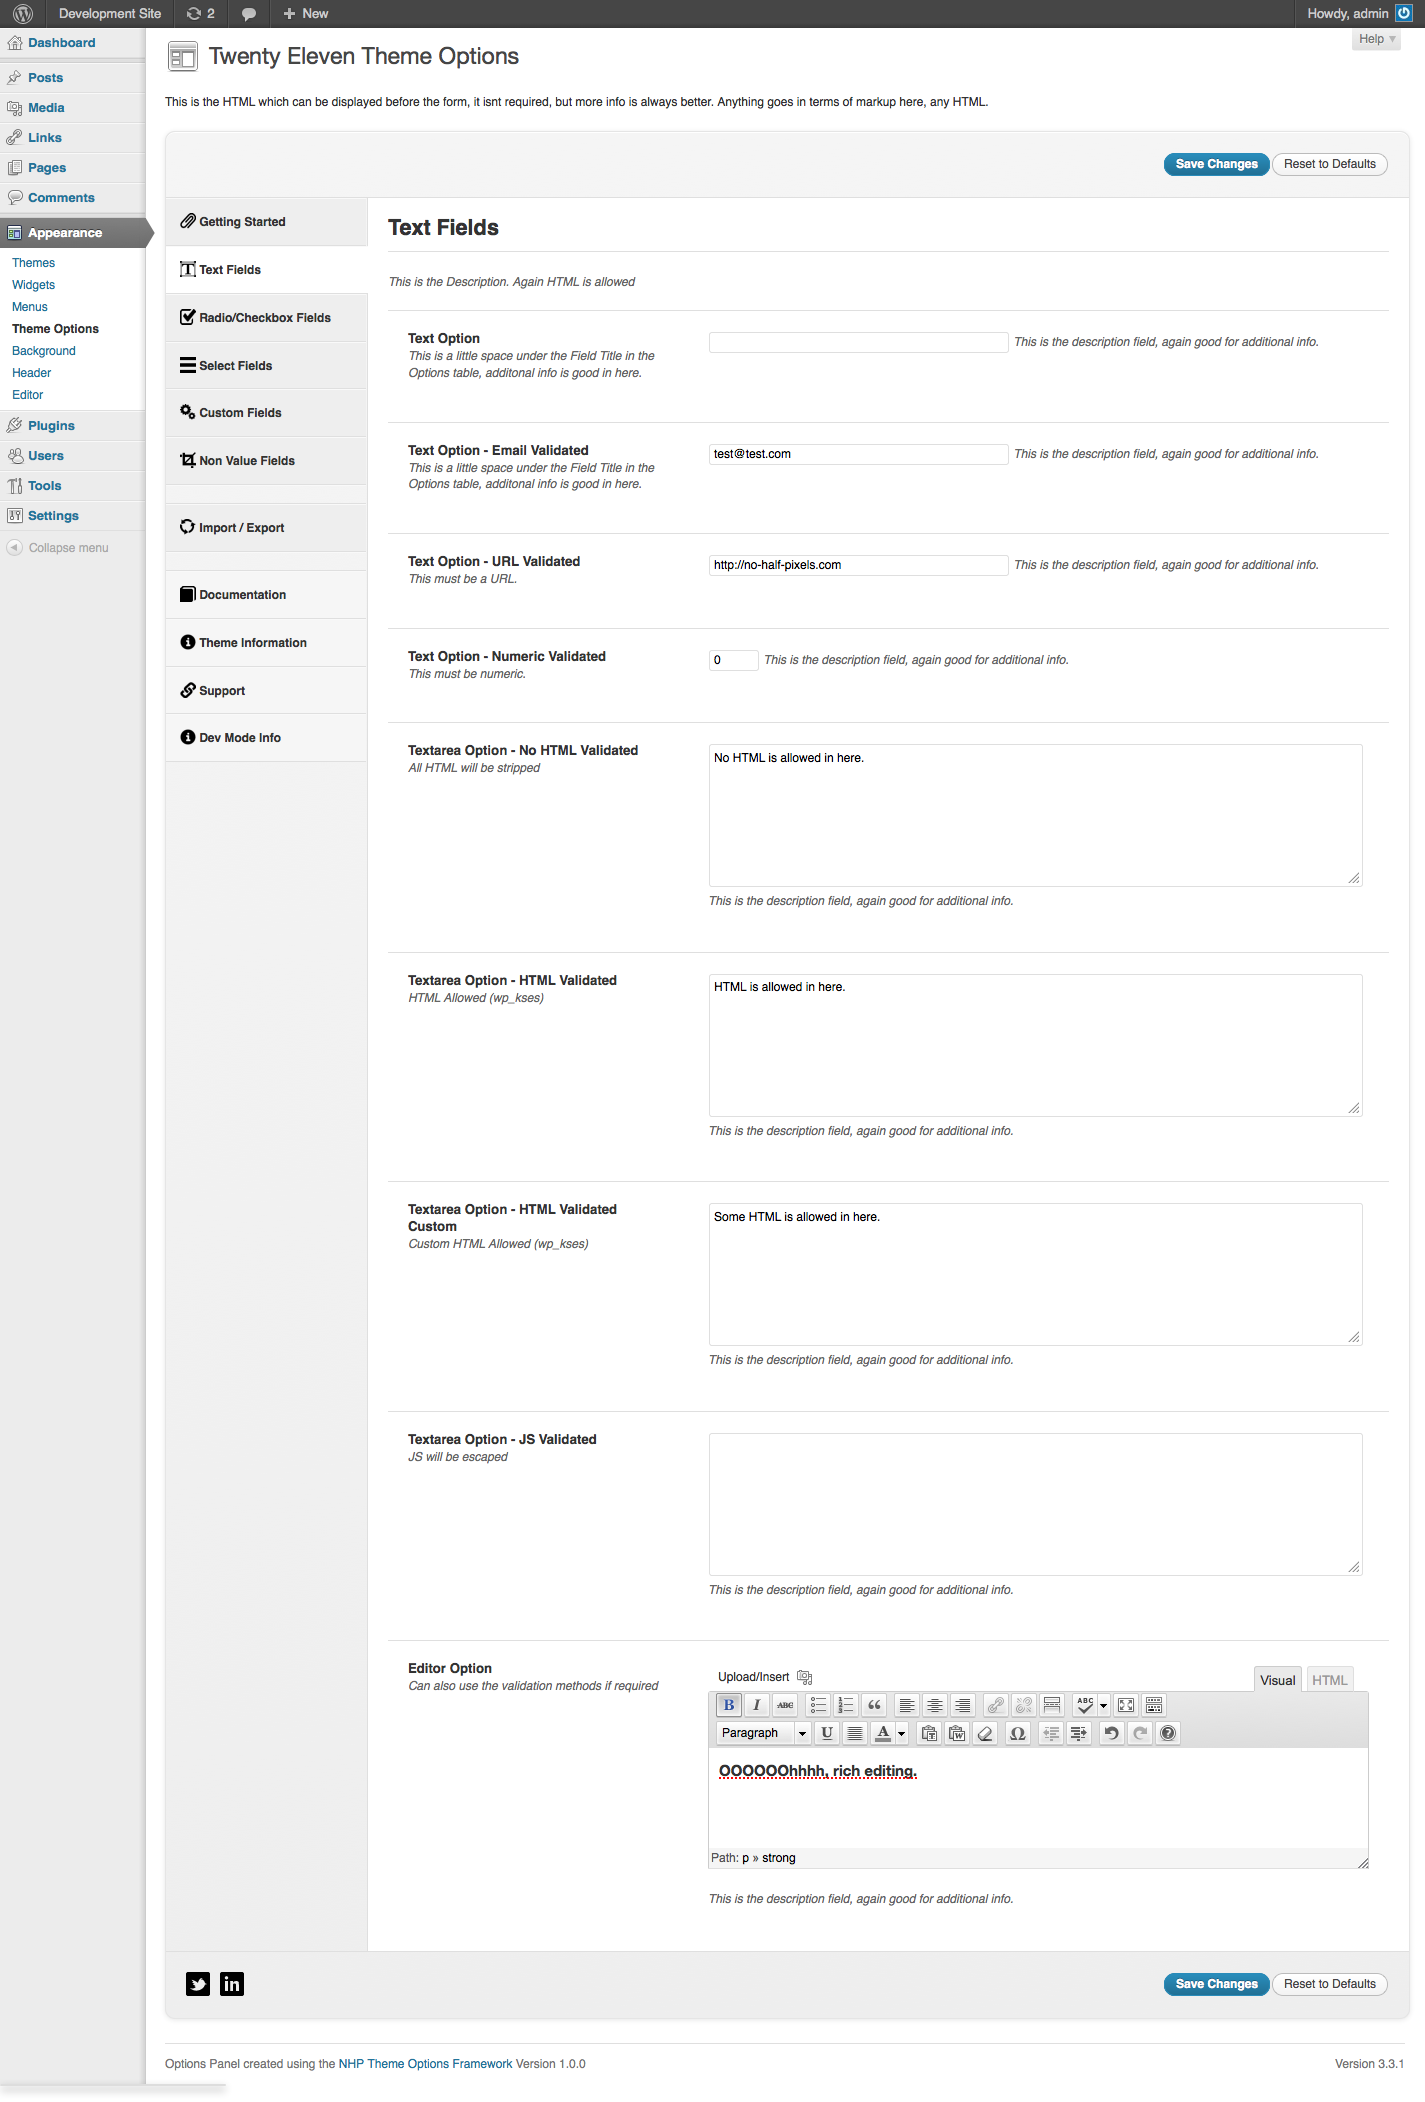 Development Site
2
New
Howdy, admin
Help
Dashboard
Posts
Media
Links
Pages
Comments
Appearance
Themes
Widgets
Menus
Theme Options
Background
Header
Editor
Plugins
Users
Tools
Settings
Collapse menu
Twenty Eleven Theme Options
This is the HTML which can be displayed before the form, it isnt required, but more info is always better. Anything goes in terms of markup here, any HTML.
Save Changes
Reset to Defaults
Getting Started
Text Fields
Radio/Checkbox Fields
Select Fields
Custom Fields
Non Value Fields
Import / Export
Documentation
Theme Information
Support
Dev Mode Info
Text Fields
This is the Description. Again HTML is allowed
Text Option
This is a little space under the Field Title in the
Options table, additonal info is good in here.
This is the description field, again good for additional info.
Text Option - Email Validated
This is a little space under the Field Title in the
Options table, additonal info is good in here.
test@test.com
This is the description field, again good for additional info.
Text Option - URL Validated
This must be a URL.
http://no-half-pixels.com
This is the description field, again good for additional info.
Text Option - Numeric Validated
This must be numeric.
0
This is the description field, again good for additional info.
Textarea Option - No HTML Validated
All HTML will be stripped
No HTML is allowed in here.
This is the description field, again good for additional info.
Textarea Option - HTML Validated
HTML Allowed (wp_kses)
HTML is allowed in here.
This is the description field, again good for additional info.
Textarea Option - HTML Validated
Custom
Custom HTML Allowed (wp_kses)
Some HTML is allowed in here.
This is the description field, again good for additional info.
Textarea Option - JS Validated
JS will be escaped
This is the description field, again good for additional info.
Editor Option
Can also use the validation methods if required
Upload/Insert
Visual
HTML
B I ABC ABC
Paragraph U A Ω
OOOOOOhhhh, rich editing.
Path: p » strong
This is the description field, again good for additional info.
in
Save Changes
Reset to Defaults
Options Panel created using the NHP Theme Options Framework Version 1.0.0
Version 3.3.1